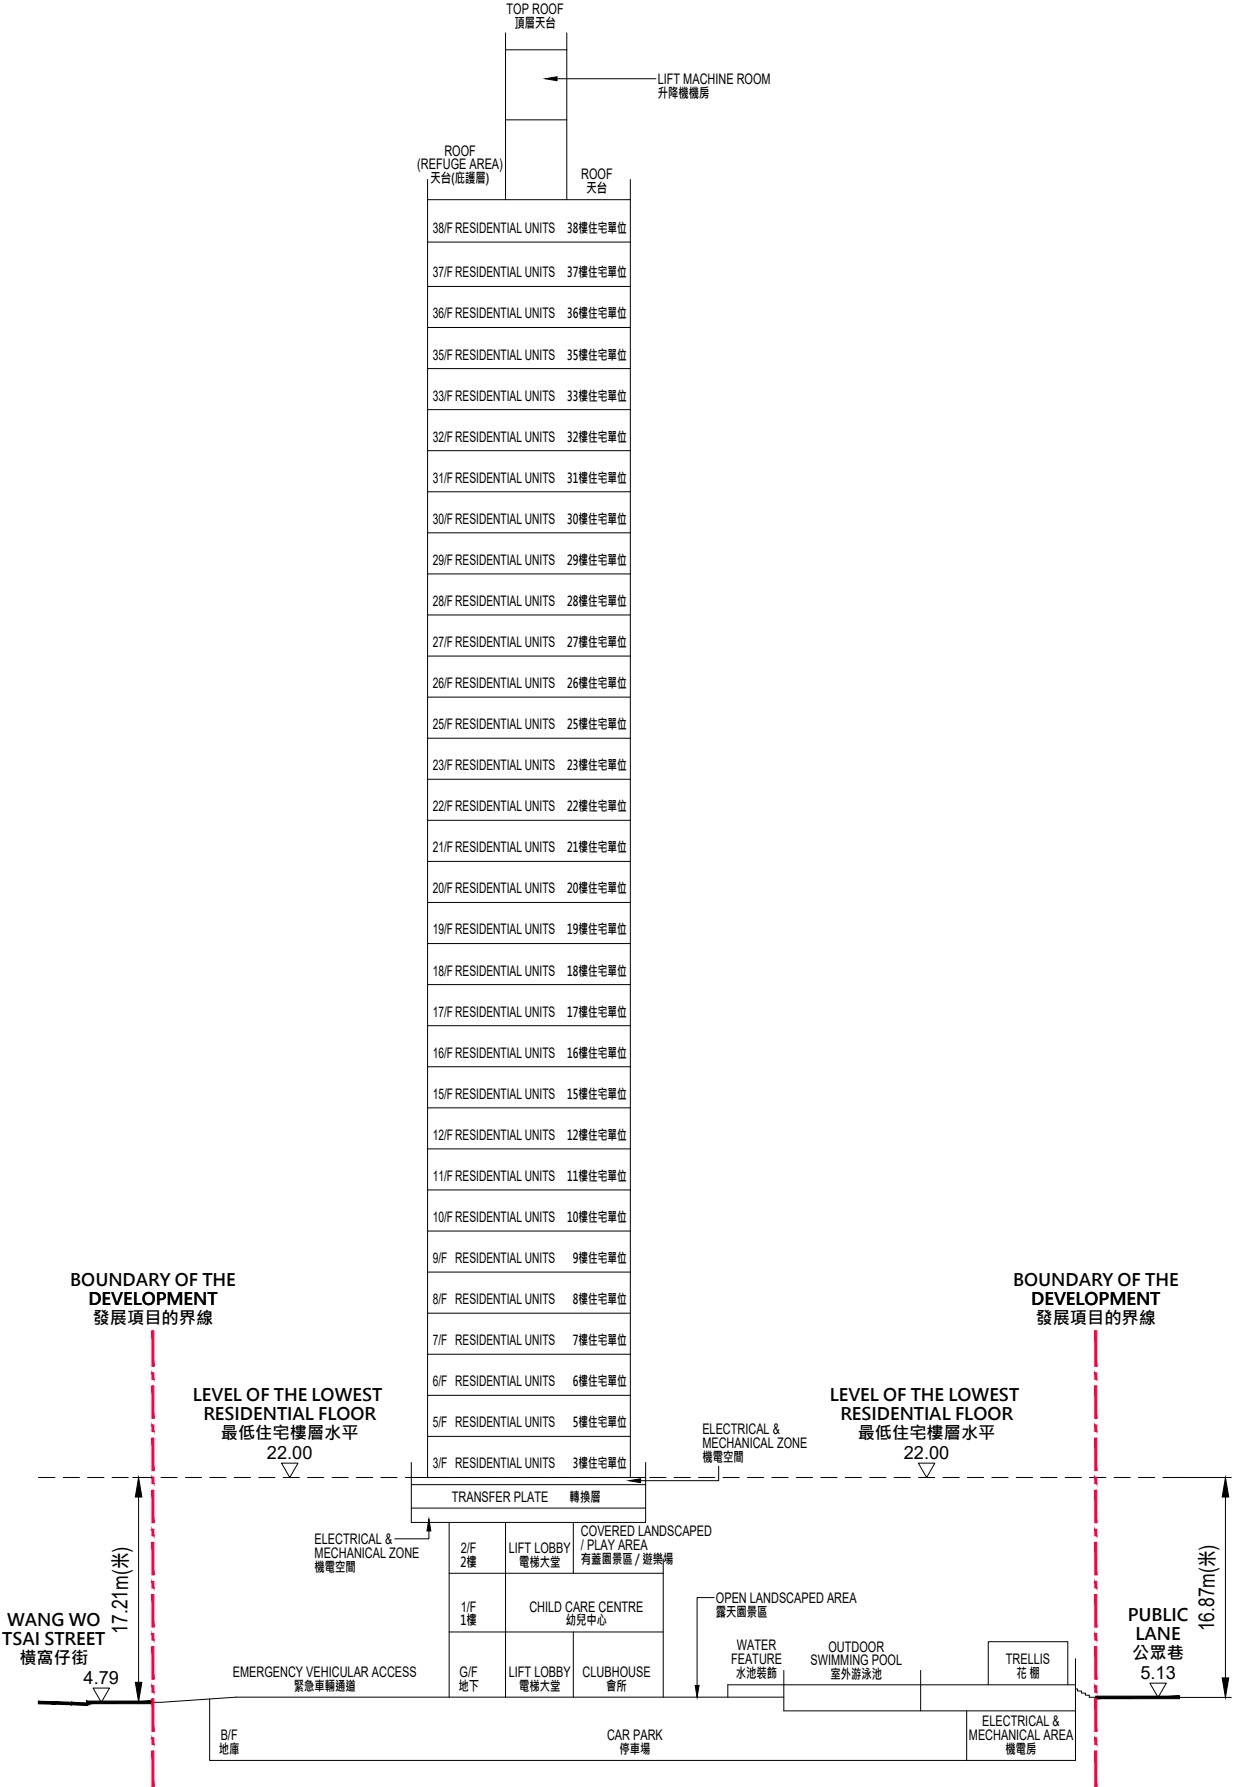 TOP ROOF
頂層天台
LIFT MACHINE ROOM
升降機機房
ROOF
(REFUGE AREA)
天台(庇護層)
ROOF
天台
38/F RESIDENTIAL UNITS 38樓住宅單位
37/F RESIDENTIAL UNITS 37樓住宅單位
36/F RESIDENTIAL UNITS 36樓住宅單位
35/F RESIDENTIAL UNITS 35樓住宅單位
33/F RESIDENTIAL UNITS 33樓住宅單位
32/F RESIDENTIAL UNITS 32樓住宅單位
31/F RESIDENTIAL UNITS 31樓住宅單位
30/F RESIDENTIAL UNITS 30樓住宅單位
29/F RESIDENTIAL UNITS 29樓住宅單位
28/F RESIDENTIAL UNITS 28樓住宅單位
27/F RESIDENTIAL UNITS 27樓住宅單位
26/F RESIDENTIAL UNITS 26樓住宅單位
25/F RESIDENTIAL UNITS 25樓住宅單位
23/F RESIDENTIAL UNITS 23樓住宅單位
22/F RESIDENTIAL UNITS 22樓住宅單位
21/F RESIDENTIAL UNITS 21樓住宅單位
20/F RESIDENTIAL UNITS 20樓住宅單位
19/F RESIDENTIAL UNITS 19樓住宅單位
18/F RESIDENTIAL UNITS 18樓住宅單位
17/F RESIDENTIAL UNITS 17樓住宅單位
16/F RESIDENTIAL UNITS 16樓住宅單位
15/F RESIDENTIAL UNITS 15樓住宅單位
12/F RESIDENTIAL UNITS 12樓住宅單位
11/F RESIDENTIAL UNITS 11樓住宅單位
10/F RESIDENTIAL UNITS 10樓住宅單位
9/F RESIDENTIAL UNITS 9樓住宅單位
8/F RESIDENTIAL UNITS 8樓住宅單位
7/F RESIDENTIAL UNITS 7樓住宅單位
6/F RESIDENTIAL UNITS 6樓住宅單位
5/F RESIDENTIAL UNITS 5樓住宅單位
3/F RESIDENTIAL UNITS 3樓住宅單位
BOUNDARY OF THE
DEVELOPMENT
發展項目的界線
BOUNDARY OF THE
DEVELOPMENT
發展項目的界線
LEVEL OF THE LOWEST
RESIDENTIAL FLOOR
最低住宅樓層水平
22.00
LEVEL OF THE LOWEST
RESIDENTIAL FLOOR
最低住宅樓層水平
22.00
ELECTRICAL &
MECHANICAL ZONE
機電空間
TRANSFER PLATE 轉換層
ELECTRICAL &
MECHANICAL ZONE
機電空間
2/F
2樓
LIFT LOBBY
電梯大堂
COVERED LANDSCAPED
/ PLAY AREA
有蓋園景區 / 遊樂場
1/F
1樓
CHILD CARE CENTRE
幼兒中心
G/F
地下
LIFT LOBBY
電梯大堂
CLUBHOUSE
會所
17.21m(米)
16.87m(米)
WANG WO
TSAI STREET
橫窩仔街
4.79
EMERGENCY VEHICULAR ACCESS
緊急車輛通道
OPEN LANDSCAPED AREA
露天園景區
WATER
FEATURE
水池裝飾
OUTDOOR
SWIMMING POOL
室外游泳池
TRELLIS
花棚
PUBLIC
LANE
公眾巷
5.13
B/F
地庫
CAR PARK
停車場
ELECTRICAL &
MECHANICAL AREA
機電房